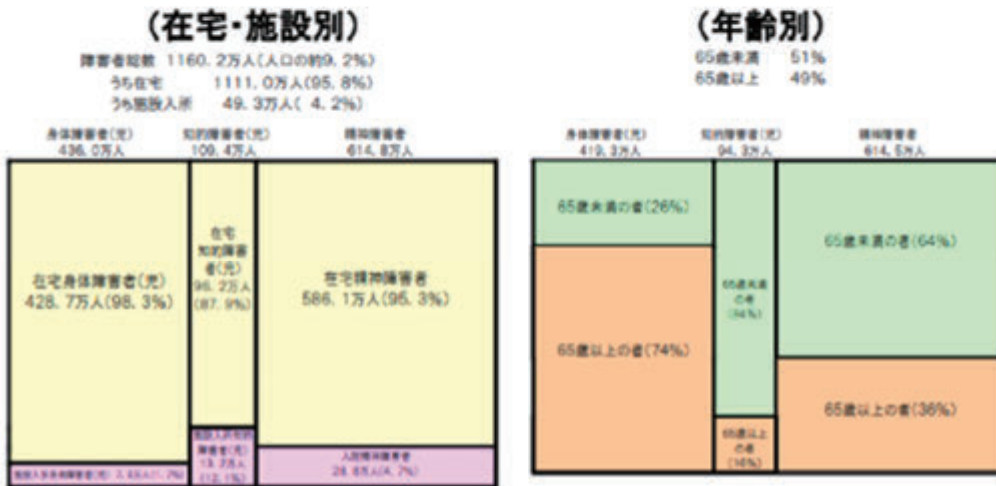 (在宅・施設別)
障害者総数 1160.2万人(人口の約9.2%)
うち在宅 1111.0万人(95.8%)
うち施設入所 49.3万人( 4.2%)
身体障害者(児)
436.0万人
知的障害者(児)
109.4万人
精神障害者
614.8万人
在宅身体障害者(児)
428.7万人(98.3%)
在宅
知的障害
者(児)
96.2万人
(87.9%)
在宅精神障害者
586.1万人(95.3%)
施設入所知的
障害者(児)
13.2万人
(12.1%)
入院精神障害者
28.8万人(4.7%)
(年齢別)
65歳未満 51%
65歳以上 49%
身体障害者(児)
419.3万人
知的障害者(児)
94.3万人
精神障害者
614.5万人
65歳未満の者(26%)
65歳以上の者(74%)
65歳未満
の者
(84%)
65歳以上
の者
(16%)
65歳未満の者(64%)
65歳以上の者(36%)